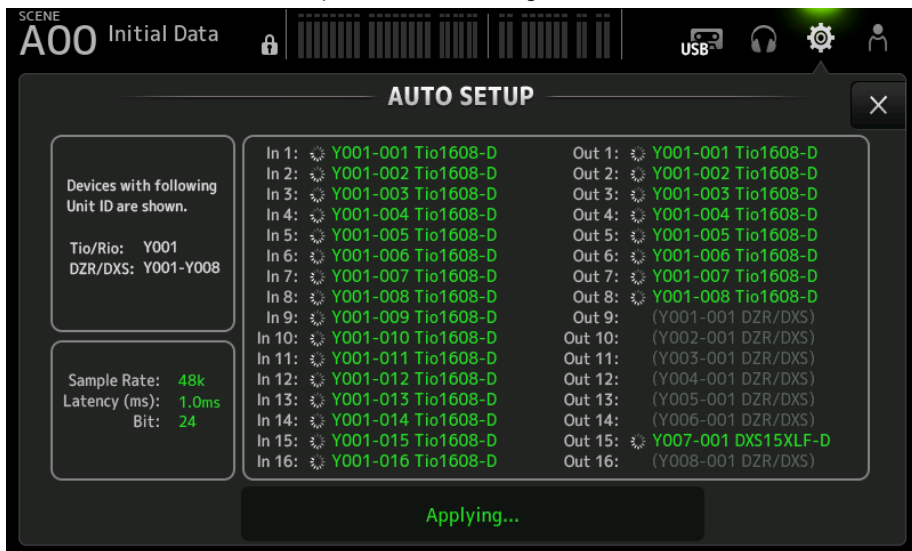 SCENE
A00 Initial Data
USB
AUTO SETUP
Devices with following
Unit ID are shown.
Tio/Rio: Y001
DZR/DXS: Y001-Y008
Sample Rate: 48k
Latency (ms): 1.0ms
Bit: 24
In 1: Y001-001 Tio1608-D
In 2: Y001-002 Tio1608-D
In 3: Y001-003 Tio1608-D
In 4: Y001-004 Tio1608-D
In 5: Y001-005 Tio1608-D
In 6: Y001-006 Tio1608-D
In 7: Y001-007 Tio1608-D
In 8: Y001-008 Tio1608-D
In 9: Y001-009 Tio1608-D
In 10: Y001-010 Tio1608-D
In 11: Y001-011 Tio1608-D
In 12: Y001-012 Tio1608-D
In 13: Y001-013 Tio1608-D
In 14: Y001-014 Tio1608-D
In 15: Y001-015 Tio1608-D
In 16: Y001-016 Tio1608-D
Out 1: Y001-001 Tio1608-D
Out 2: Y001-002 Tio1608-D
Out 3: Y001-003 Tio1608-D
Out 4: Y001-004 Tio1608-D
Out 5: Y001-005 Tio1608-D
Out 6: Y001-006 Tio1608-D
Out 7: Y001-007 Tio1608-D
Out 8: Y001-008 Tio1608-D
Out 9: (Y001-001 DZR/DXS)
Out 10: (Y002-001 DZR/DXS)
Out 11: (Y003-001 DZR/DXS)
Out 12: (Y004-001 DZR/DXS)
Out 13: (Y005-001 DZR/DXS)
Out 14: (Y006-001 DZR/DXS)
Out 15: Y007-001 DXS15XLF-D
Out 16: (Y008-001 DZR/DXS)
Applying...